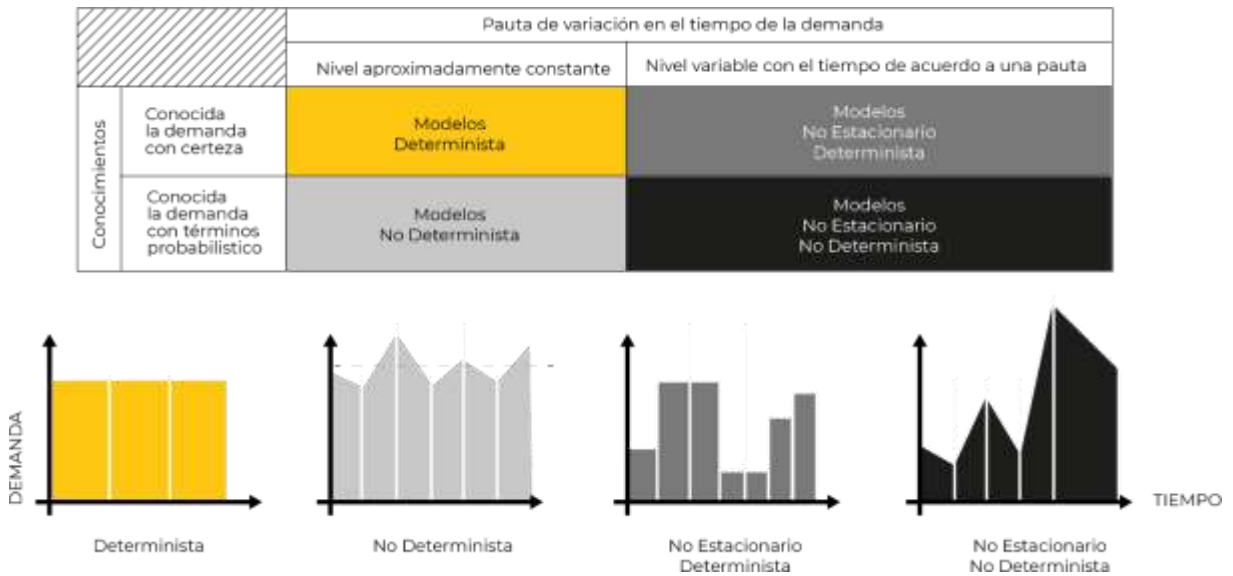 Pauta de variación en el tiempo de la demanda
Nivel aproximadamente constante
Nivel variable con el tiempo de acuerdo a una pauta
Conocimientos
Conocida
la demanda
con certeza
Modelos
Determinista
Modelos
No Estacionario
Determinista
Conocida
la demanda
con términos
probabilistico
Modelos
No Determinista
Modelos
No Estacionario
No Determinista
DEMANDA
TIEMPO
Determinista
No Determinista
No Estacionario
Determinista
No Estacionario
No Determinista